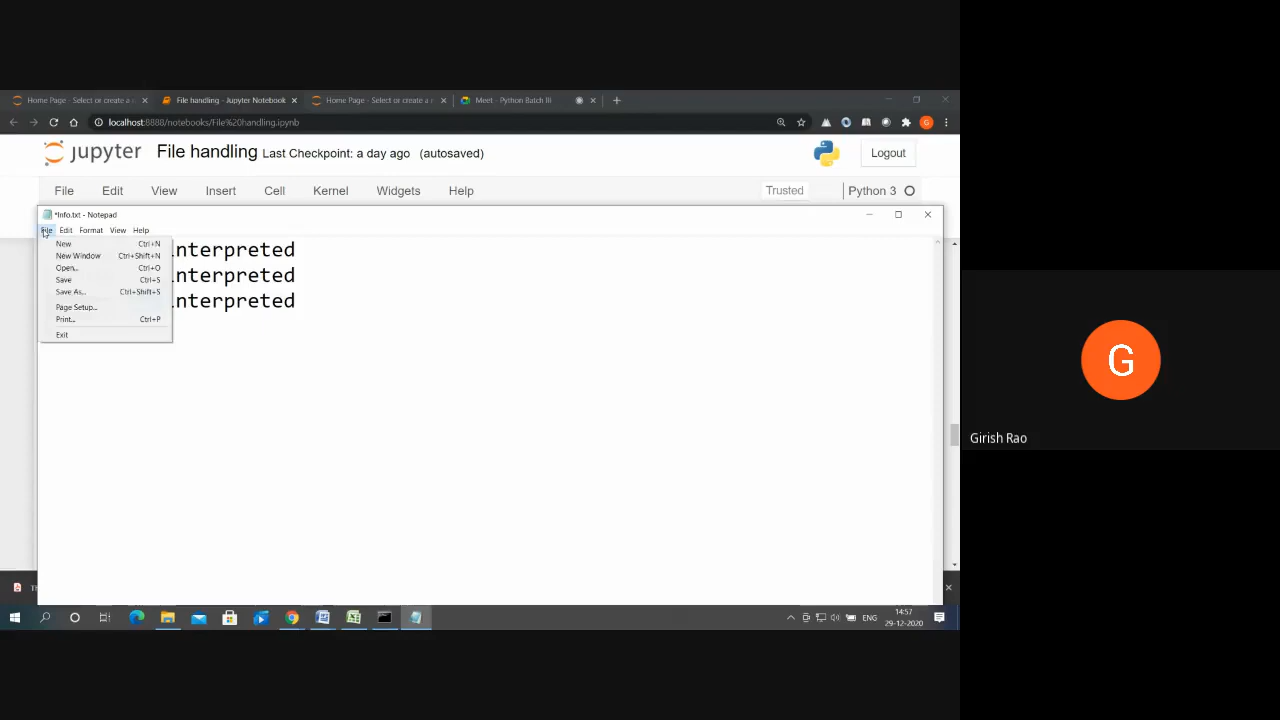 Home Page - Select or create a n
File handling - Jupyter Notebook
Home Page - Select or create a n
Meet - Python Batch III
localhost:8888/notebooks/File%20handling.ipynb
G
jupyter File handling Last Checkpoint: a day ago (autosaved)
Logout
File Edit View Insert Cell Kernel Widgets Help
Trusted
Python 3
*Info.txt - Notepad
File Edit Format View Help
New Ctrl+N
New Window Ctrl+Shift+N
Open... Ctrl+O
Save Ctrl+S
Save As... Ctrl+Shift+S
Page Setup...
Print... Ctrl+P
Exit
interpreted
interpreted
interpreted
G
Girish Rao
ENG
14:57
29-12-2020